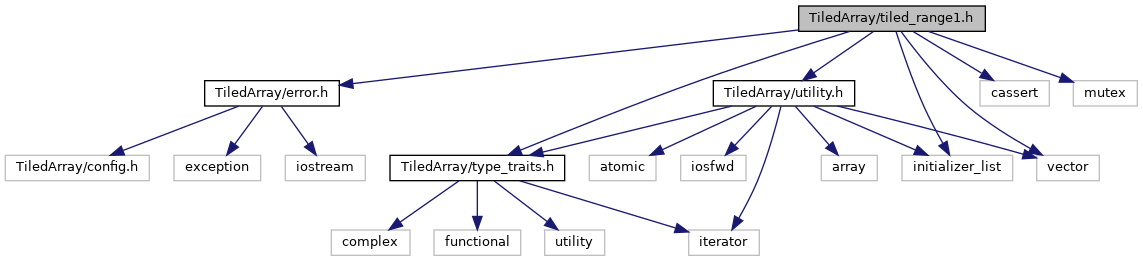 TiledArray/tiled_range1.h
TiledArray/error.h
TiledArray/utility.h
cassert
mutex
TiledArray/config.h
exception
iostream
TiledArray/type_traits.h
atomic
iosfwd
array
initializer_list
vector
complex
functional
utility
iterator